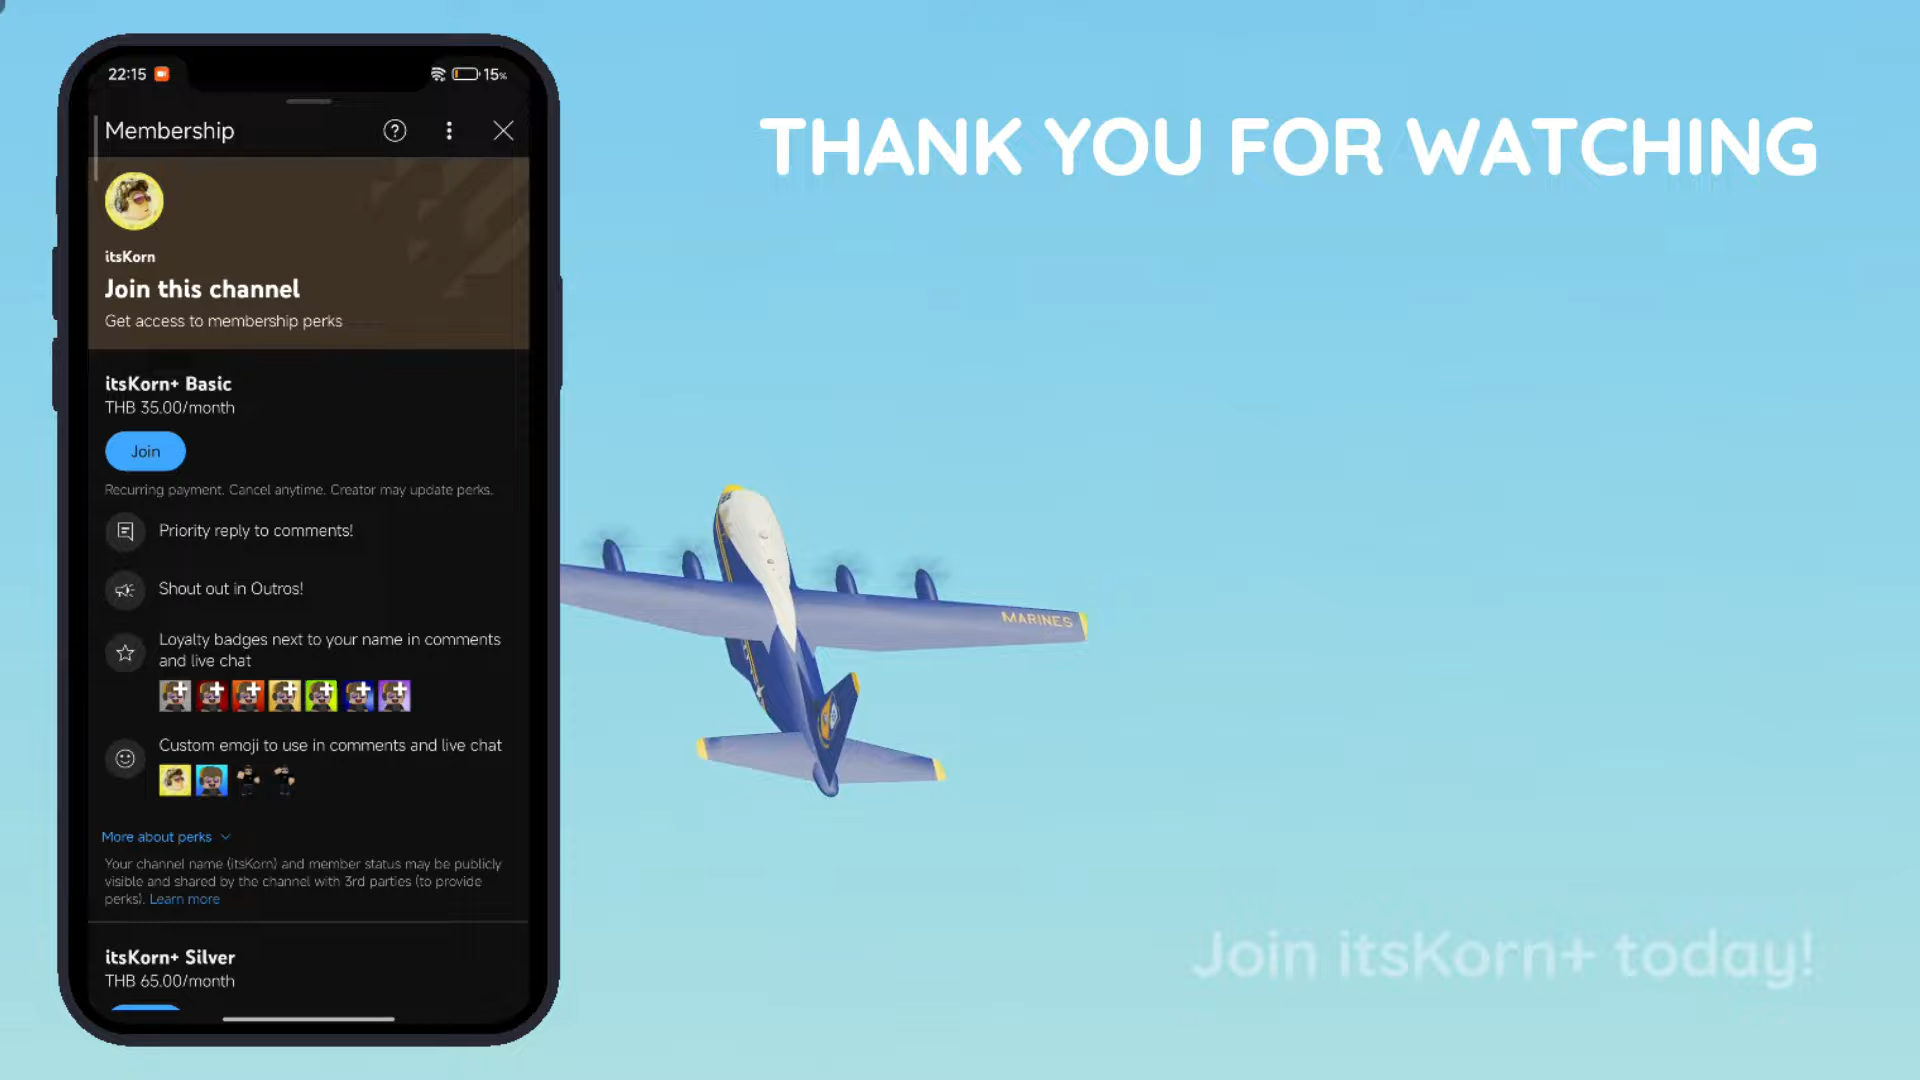 22:15
15%
Membership
itsKorn
Join this channel
Get access to membership perks
itsKorn+ Basic
THB 35.00/month
Join
Recurring payment. Cancel anytime. Creator may update perks.
Priority reply to comments!
Shout out in Outros!
Loyalty badges next to your name in comments
and live chat
Custom emoji to use in comments and live chat
More about perks
Your channel name (itsKorn) and member status may be publicly
visible and shared by the channel with 3rd parties (to provide
perks). Learn more
itsKorn+ Silver
THB 65.00/month
THANK YOU FOR WATCHING
MARINES
Join itsKorn+ today!